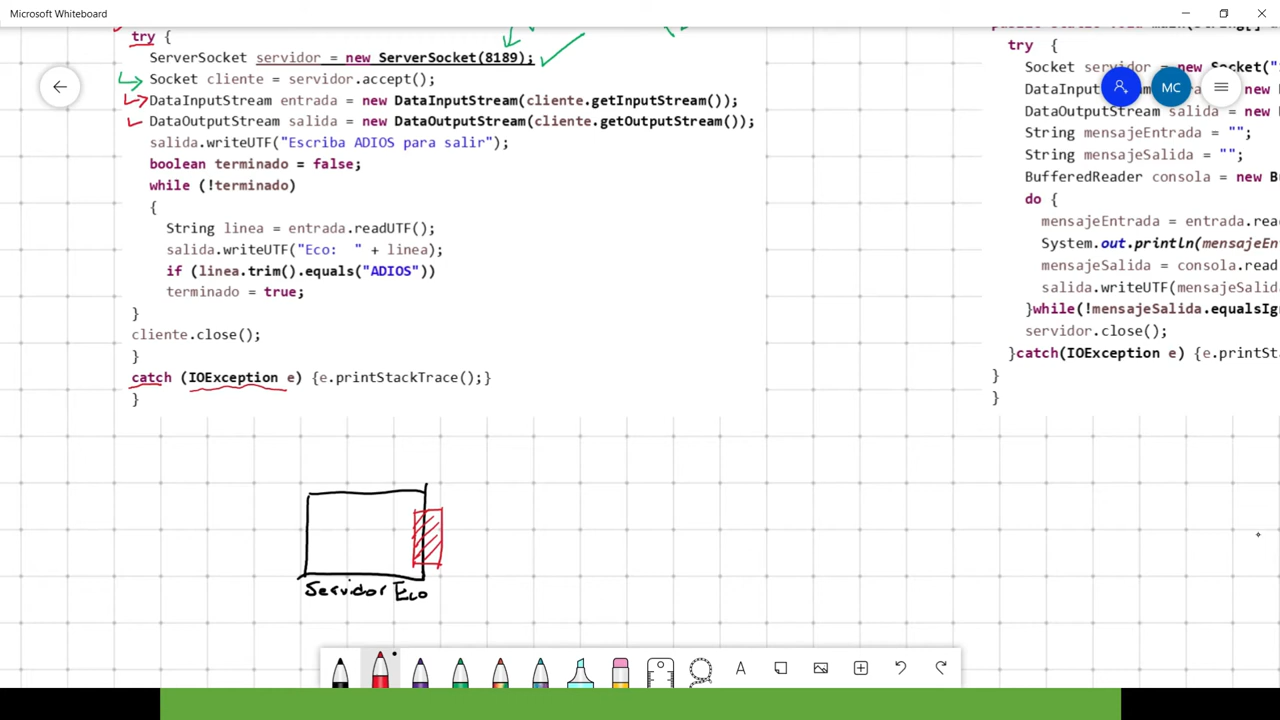 Microsoft Whiteboard
try {
ServerSocket servidor = new ServerSocket(8189);
Socket cliente = servidor.accept();
DataInputStream entrada = new DataInputStream(cliente.getInputStream());
DataOutputStream salida = new DataOutputStream(cliente.getOutputStream());
salida.writeUTF("Escriba ADIOS para salir");
boolean terminado = false;
while (!terminado)
{
String linea = entrada.readUTF();
salida.writeUTF("Eco:  " + linea);
if (linea.trim().equals("ADIOS"))
terminado = true;
}
cliente.close();
}
catch (IOException e) {e.printStackTrace();}
}
try {
Socket servidor = new Socket("
MC
DataOutputStream salida = new
String mensajeEntrada = "";
String mensajeSalida = "";
BufferedReader consola = new
do {
mensajeEntrada = entrada.rea
System.out.println(mensajeEn
mensajeSalida = consola.read
salida.writeUTF(mensajeSalida
}while(!mensajeSalida.equalsIg
servidor.close();
}catch(IOException e) {e.printS
}
}
Servidor Eco
A